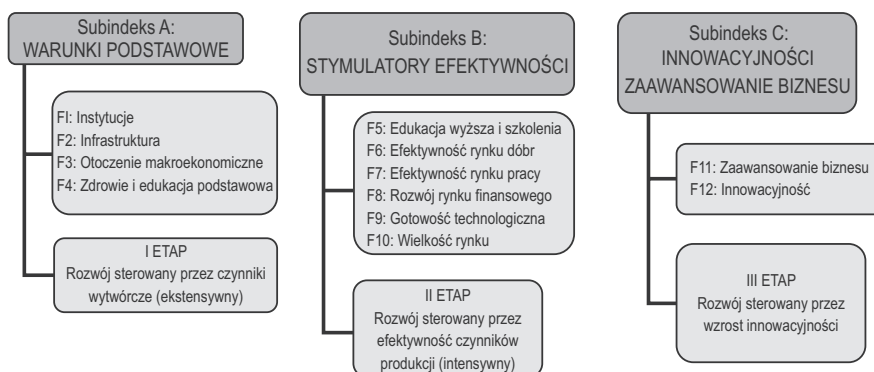 Subindeks A:
WARUNKI PODSTAWOWE
FI: Instytucje
F2: Infrastruktura
F3: Otoczenie makroekonomiczne
F4: Zdrowie i edukacja podstawowa
I ETAP
Rozwój sterowany przez czynniki
wytwórcze (ekstensywny)
Subindeks B:
STYMULATORY EFEKTYWNOŚCI
F5: Edukacja wyższa i szkolenia
F6: Efektywność rynku dóbr
F7: Efektywność rynku pracy
F8: Rozwój rynku finansowego
F9: Gotowość technologiczna
F10: Wielkość rynku
II ETAP
Rozwój sterowany przez
efektywność czynników
produkcji (intensywny)
Subindeks C:
INNOWACYJNOŚCI
ZAAWANSOWANIE BIZNESU
F11: Zaawansowanie biznesu
F12: Innowacyjność
III ETAP
Rozwój sterowany przez
wzrost innowacyjności